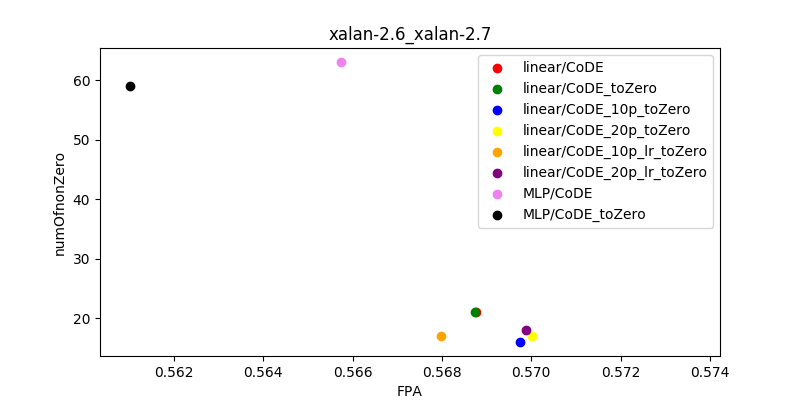 xalan-2.6_xalan-2.7
linear/CoDE
linear/CoDE_toZero
linear/CoDE_10p_toZero
linear/CoDE_20p_toZero
linear/CoDE_10p_lr_toZero
linear/CoDE_20p_lr_toZero
MLP/CoDE
MLP/CoDE_toZero
numOfnonZero
60
50
40
30
20
0.562 0.564 0.566 0.568 0.570 0.572 0.574
FPA